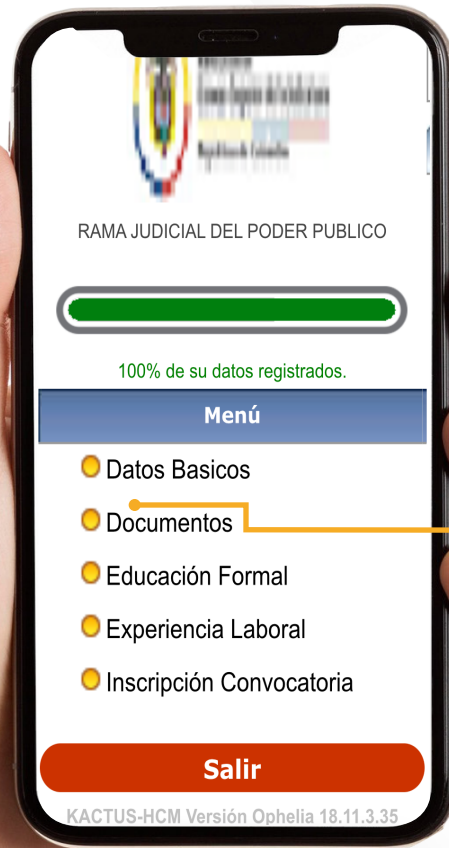 RAMA JUDICIAL DEL PODER PUBLICO
100% de su datos registrados.
Menú
Datos Basicos
Documentos
Educación Formal
Experiencia Laboral
Inscripción Convocatoria
Salir
KACTUS-HCM Versión Ophelia 18.11.3.35